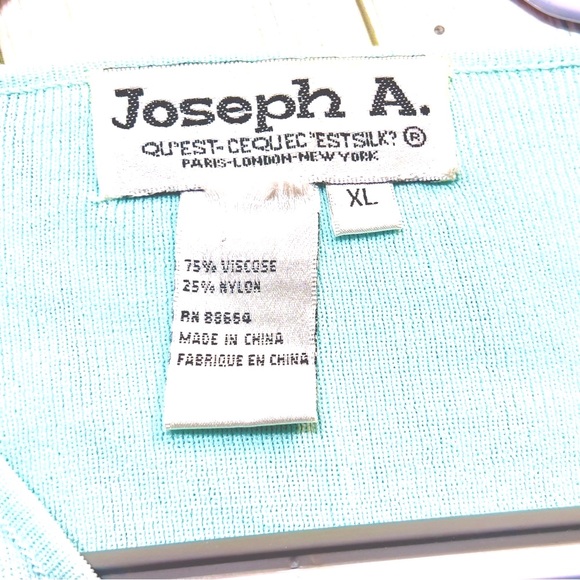 Joseph A.
QU'EST-CEQUEC'ESTSILK? ®
PARIS-LONDON-NEW YORK
XL
75% VISCOSE
25% NYLON
RN 88664
MADE IN CHINA
FABRIQUE EN CHINA